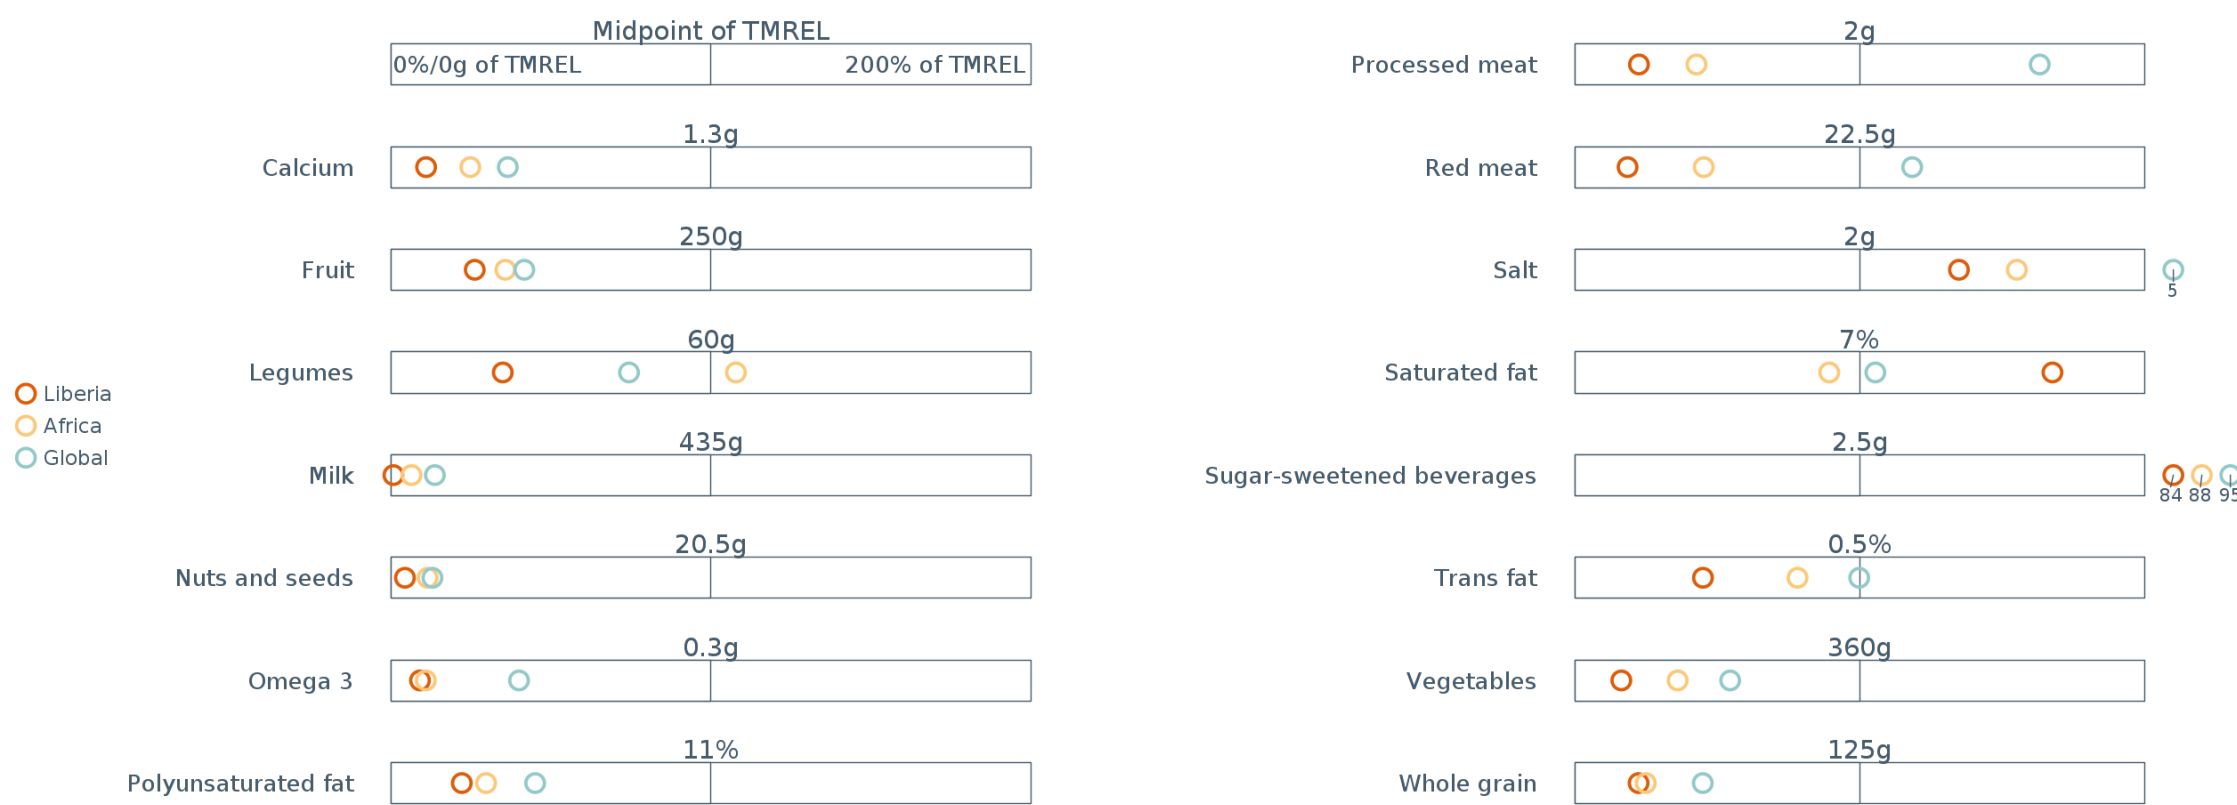 Midpoint of TMREL
0%/0g of TMREL 200% of TMREL
Calcium 1.3g
Fruit 250g
Legumes 60g
Milk 435g
Nuts and seeds 20.5g
Omega 3 0.3g
Polyunsaturated fat 11%
Liberia
Africa
Global
Processed meat 2g
Red meat 22.5g
Salt 2g
5
Saturated fat 7%
Sugar-sweetened beverages 2.5g
84 88 95
Trans fat 0.5%
Vegetables 360g
Whole grain 125g